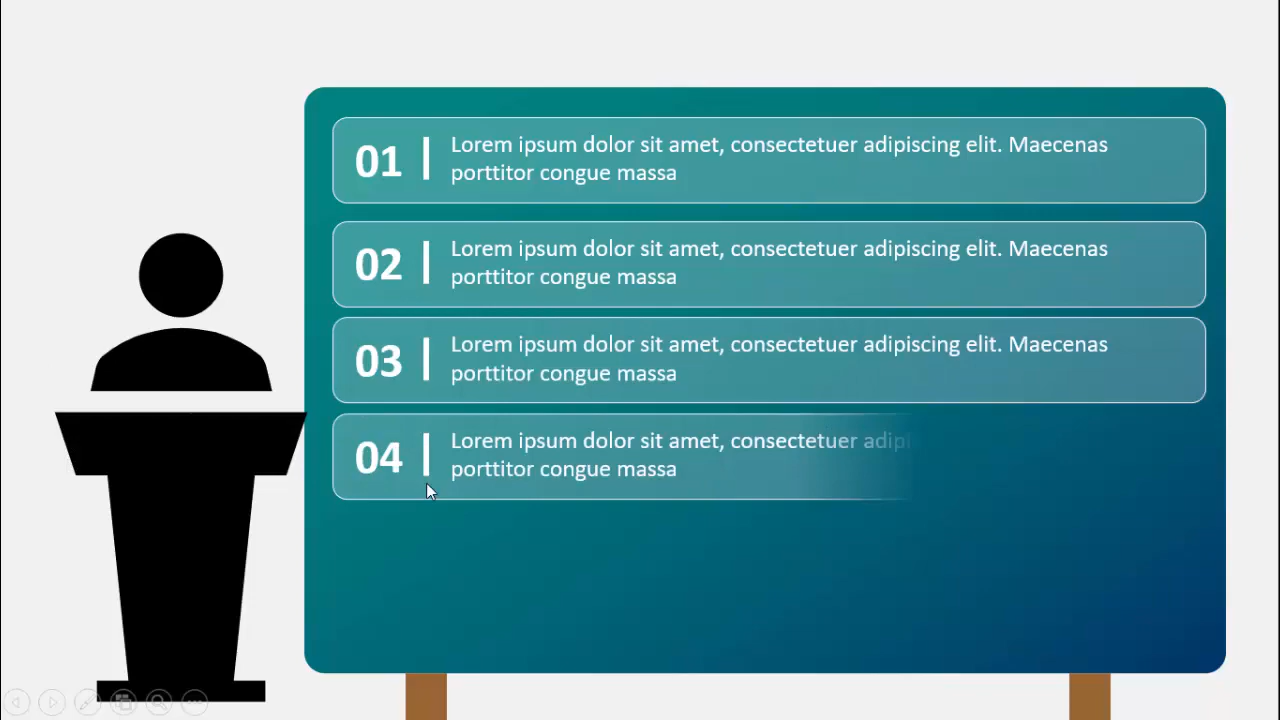 01
Lorem ipsum dolor sit amet, consectetuer adipiscing elit. Maecenas
porttitor congue massa
02
Lorem ipsum dolor sit amet, consectetuer adipiscing elit. Maecenas
porttitor congue massa
03
Lorem ipsum dolor sit amet, consectetuer adipiscing elit. Maecenas
porttitor congue massa
04
Lorem ipsum dolor sit amet, consectetuer adipi
porttitor congue massa